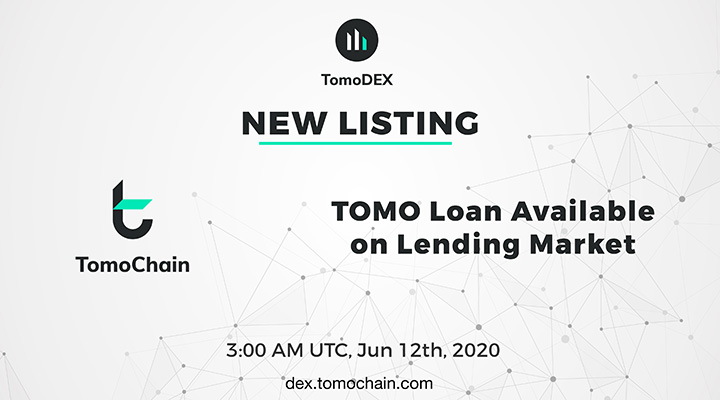 TomoDEX
NEW LISTING
TomoChain
TOMO Loan Available
on Lending Market
3:00 AM UTC, Jun 12th, 2020
dex.tomochain.com